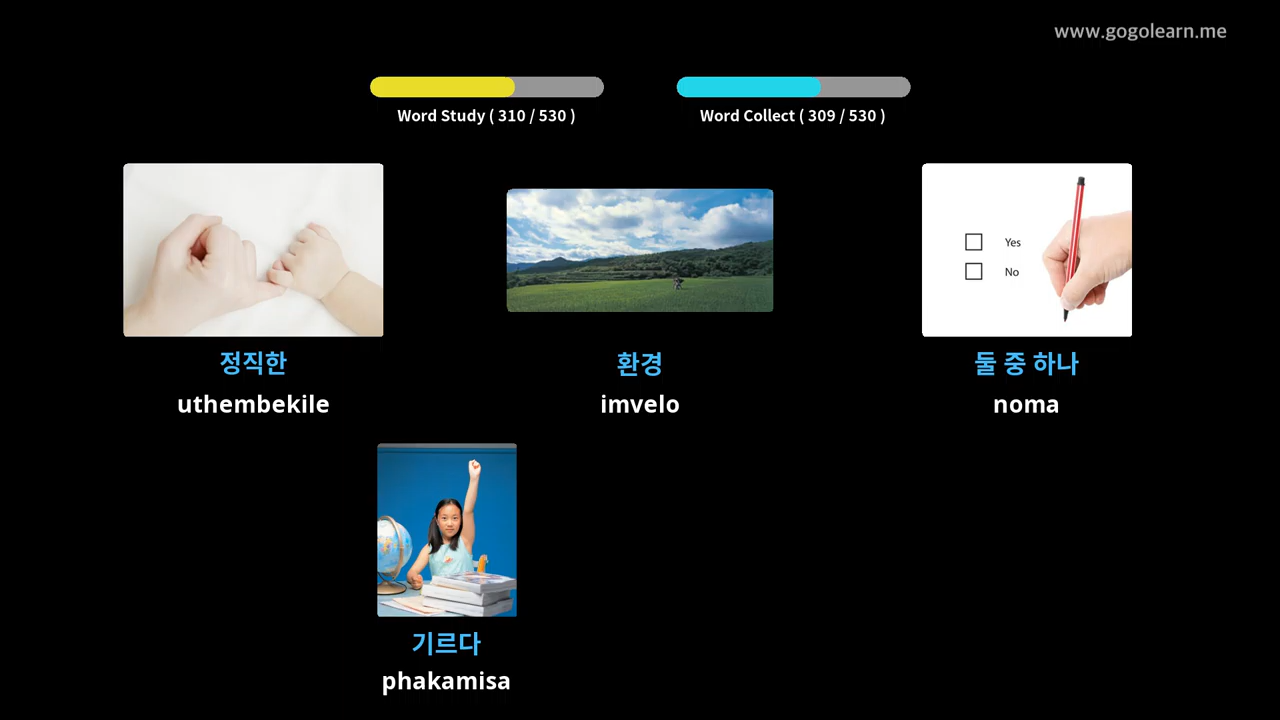 www.gogolearn.me
Word Study ( 310 / 530 )
Word Collect ( 309 / 530 )
Yes
No
정직한
환경
둘 중 하나
uthembekile
imvelo
noma
기르다
phakamisa